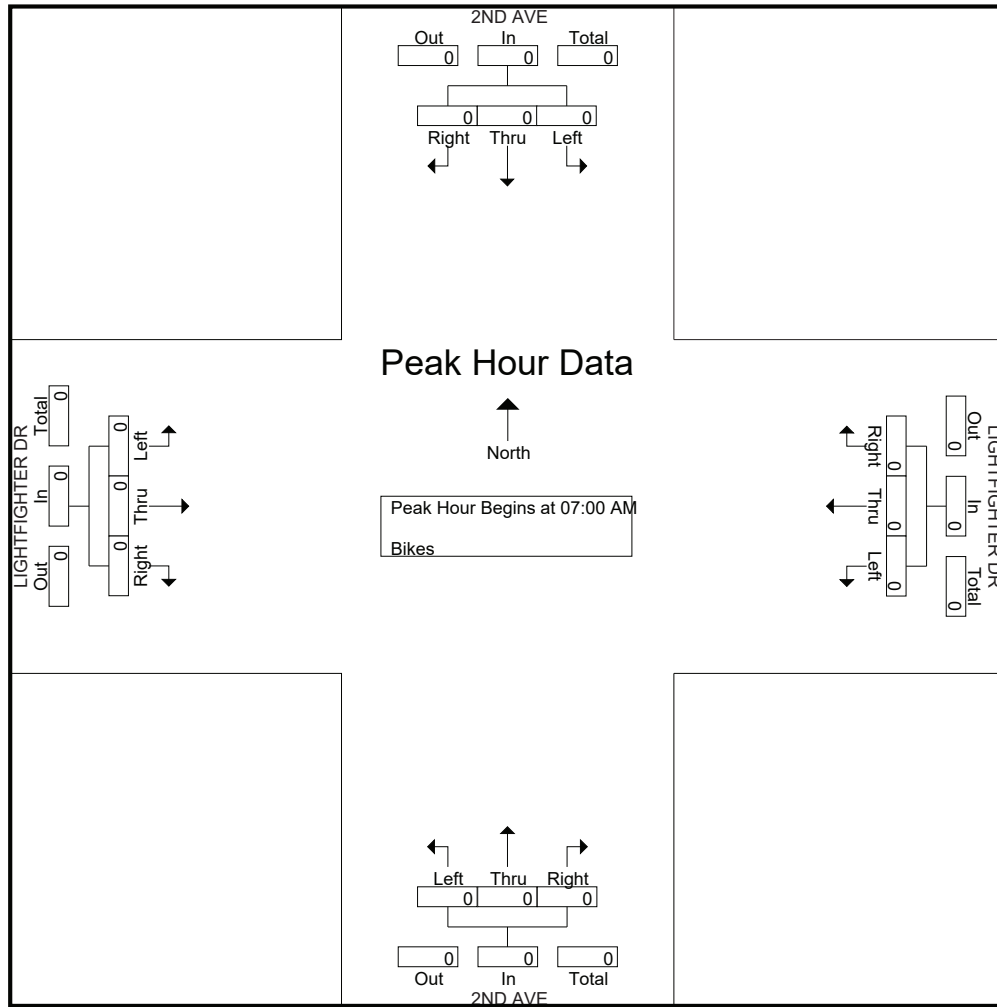 2ND AVE
Out In Total
0 0 0
0 0 0
Right Thru Left
Peak Hour Data
North
Peak Hour Begins at 07:00 AM
Bikes
LIGHTFIGHTER DR
Out In Total
0 0 0
0 0 0
Right Thru Left
LIGHTFIGHTER DR
Out In Total
0 0 0
0 0 0
Right Thru Left
Left Thru Right
0 0 0
0 0 0
Out In Total
2ND AVE